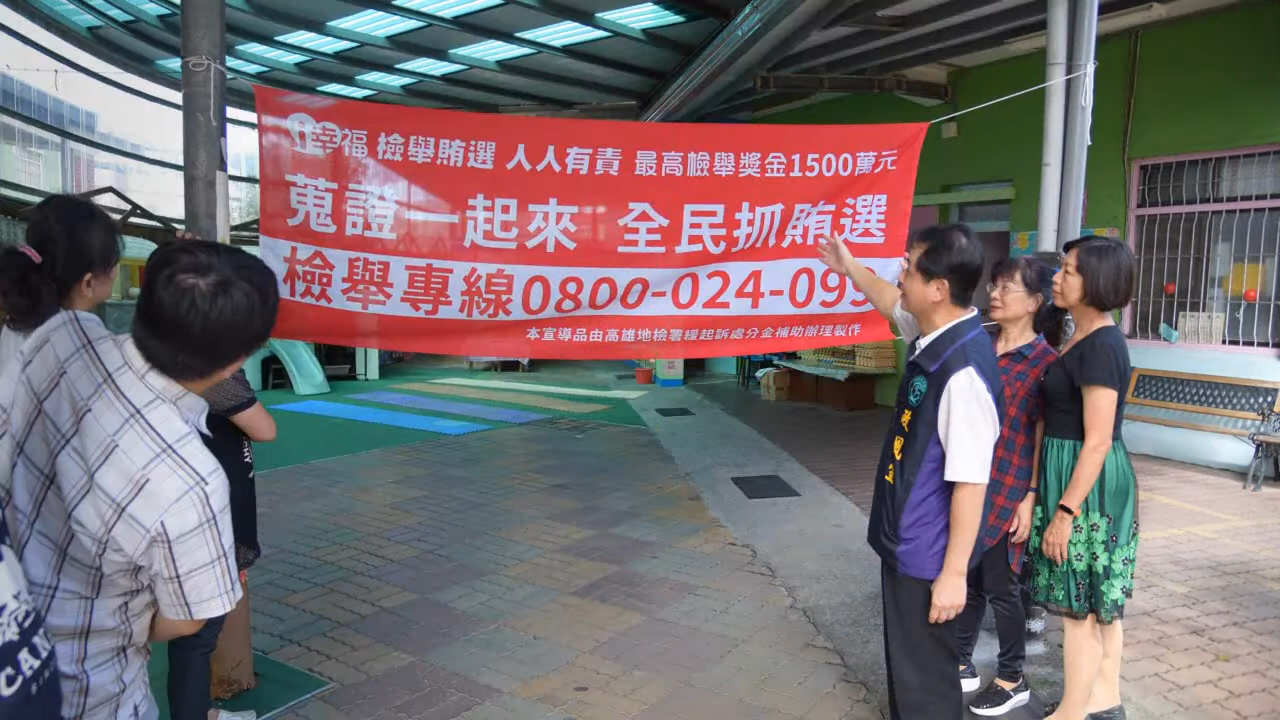 幸福 檢舉賄選 人人有責 最高檢舉獎金1500萬元
蒐證一起來 全民抓賄選
檢舉專線0800-024-099
本宣導品由高雄地檢署緩起訴處分金補助辦理製作
CAN